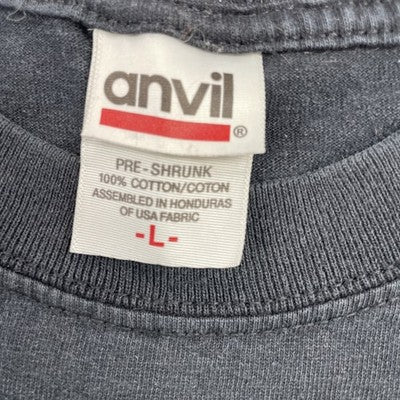 anvil
®
PRE-SHRUNK
100% COTTON/COTON
ASSEMBLED IN HONDURAS
OF USA FABRIC
-L-